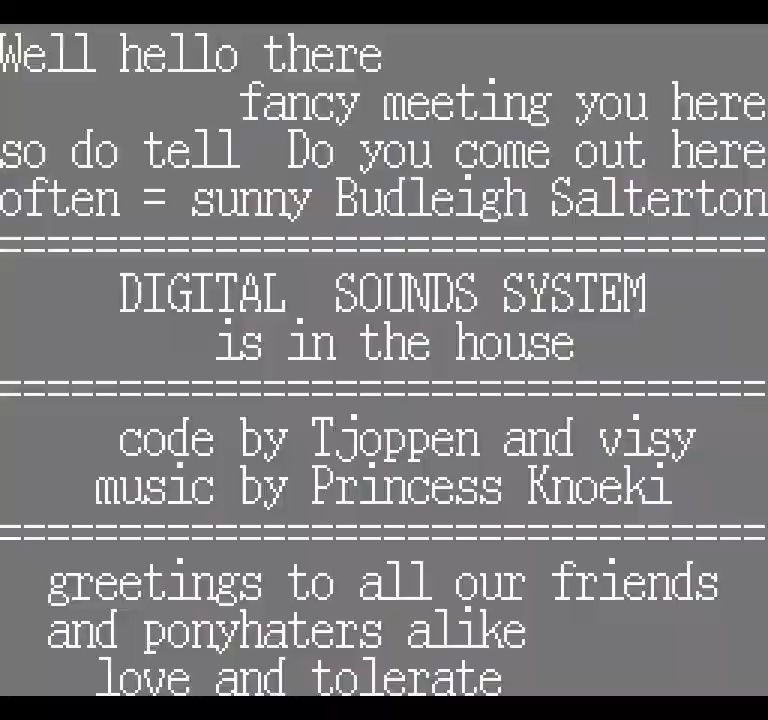 Well hello there
fancy meeting you here
so do tell  Do you come out here
often = sunny Budleigh Salterton
================================
DIGITAL  SOUNDS SYSTEM
is in the house
================================
code by Tjoppen and visy
music by Princess Knoeki
================================
greetings to all our friends
and ponyhaters alike
love and tolerate